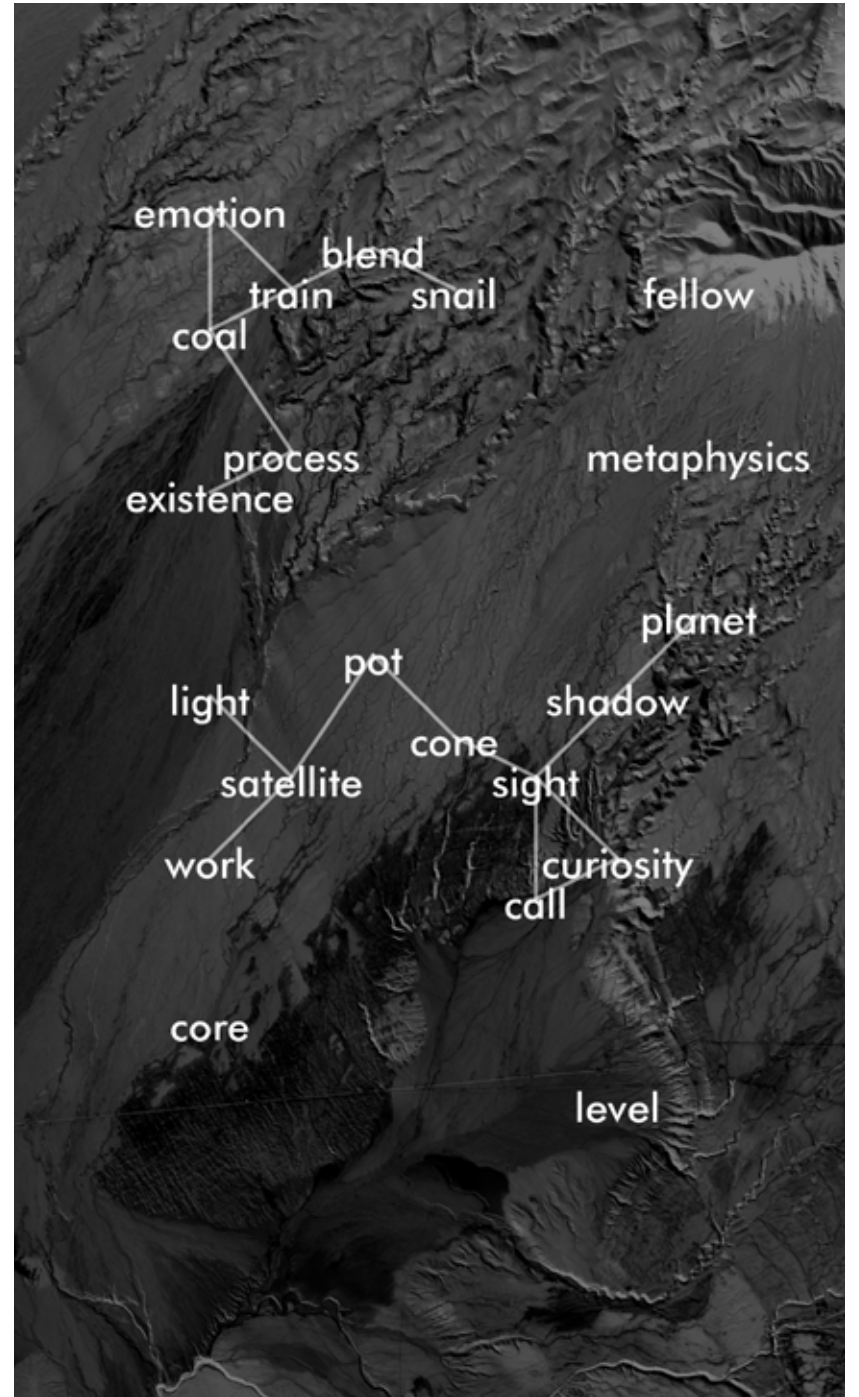 emotion
blend
train
snail
fellow
coal
process
metaphysics
existence
planet
pot
light
shadow
cone
satellite
sight
work
curiosity
call
core
level